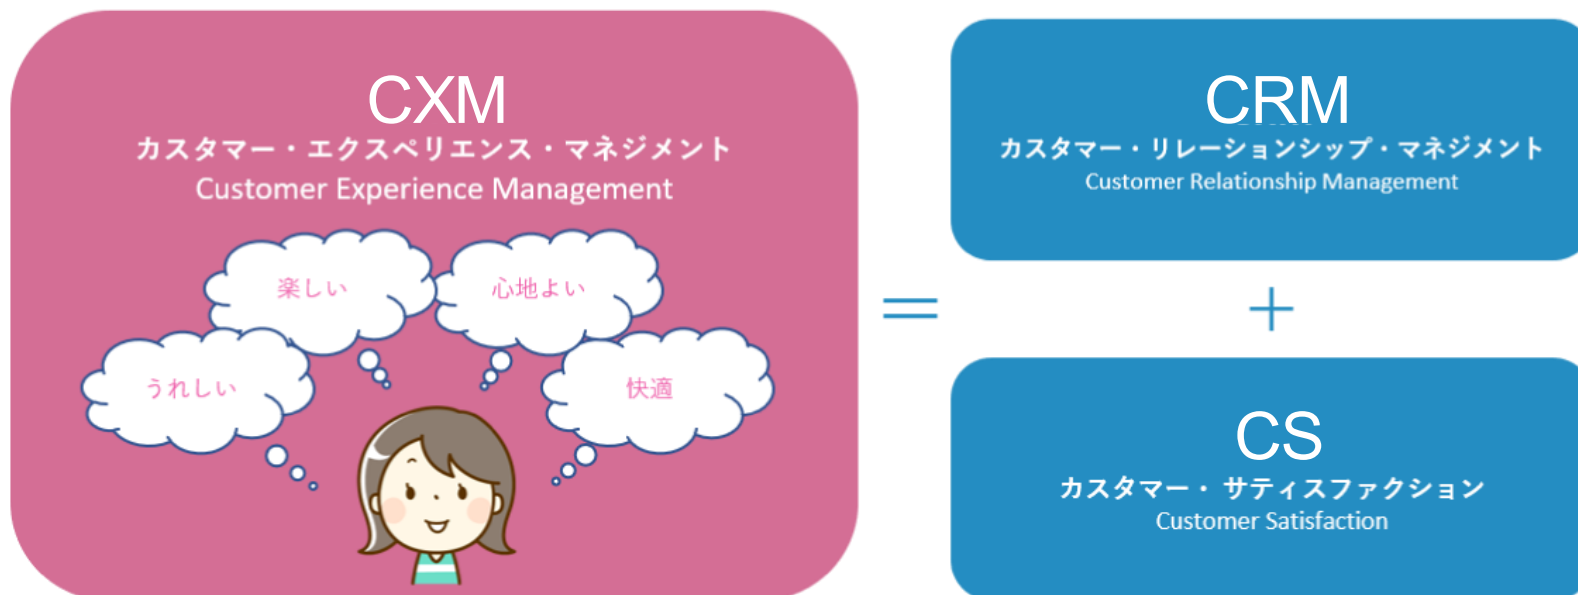 CXM
カスタマー・エクスペリエンス・マネジメント
Customer Experience Management
楽しい
心地よい
うれしい
快適
=
CRM
カスタマー・リレーションシップ・マネジメント
Customer Relationship Management
+
CS
カスタマー・ サティスファクション
Customer Satisfaction